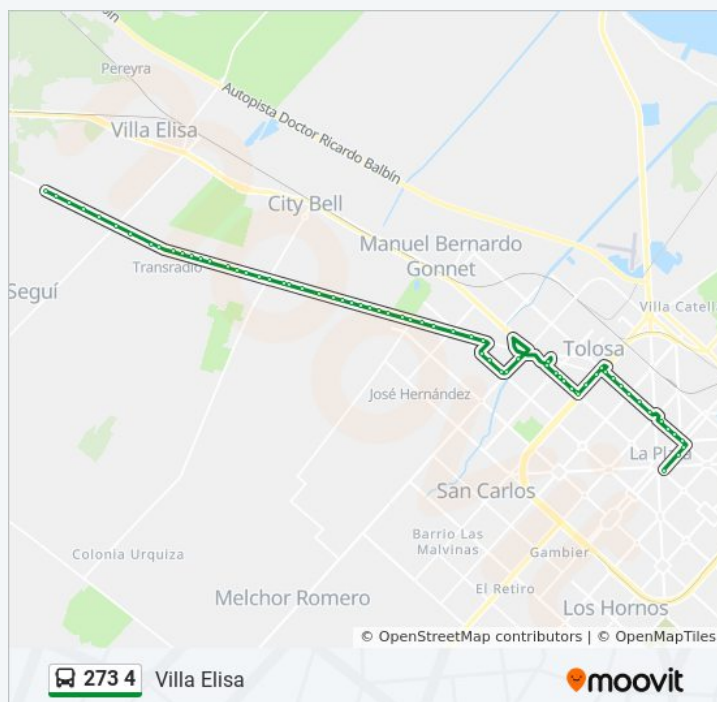 bín
Pereyra
Autopista Doctor Ricardo Balbín
Villa Elisa
City Bell
Manuel Bernardo
Gonnet
Transradio
Seguí
Villa Catell
Tolosa
José Hernández
La Plata
San Carlos
Barrio Las
Malvinas
Gambier
Colonia Urquiza
El Retiro
Melchor Romero
Los Hornos
© OpenStreetMap contributors | © OpenMapTiles
273 4 Villa Elisa
moovit